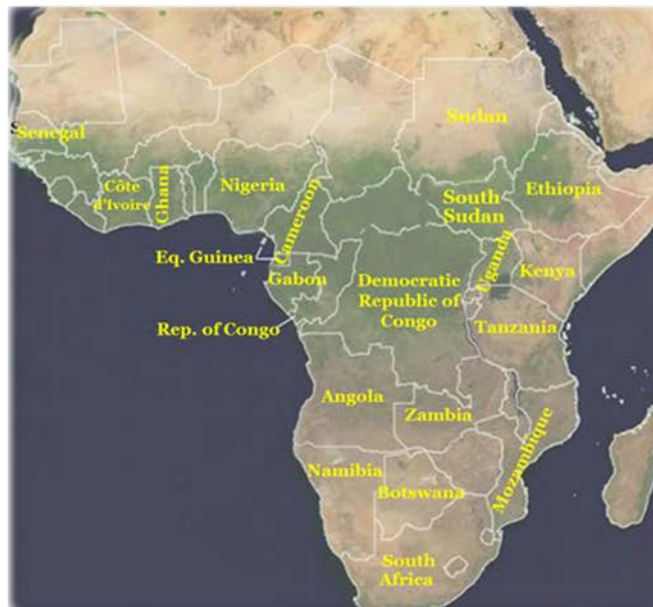 Sudan
Senegal
Côte
d'Ivoire
Ghana
Nigeria
Cameroon
South
Sudan
Ethiopia
Eq. Guinea
Gabon
Democratic
Republic of
Congo
Uganda
Kenya
Rep. of Congo
Tanzania
Angola
Zambia
Mozambique
Namibia
Botswana
South
Africa